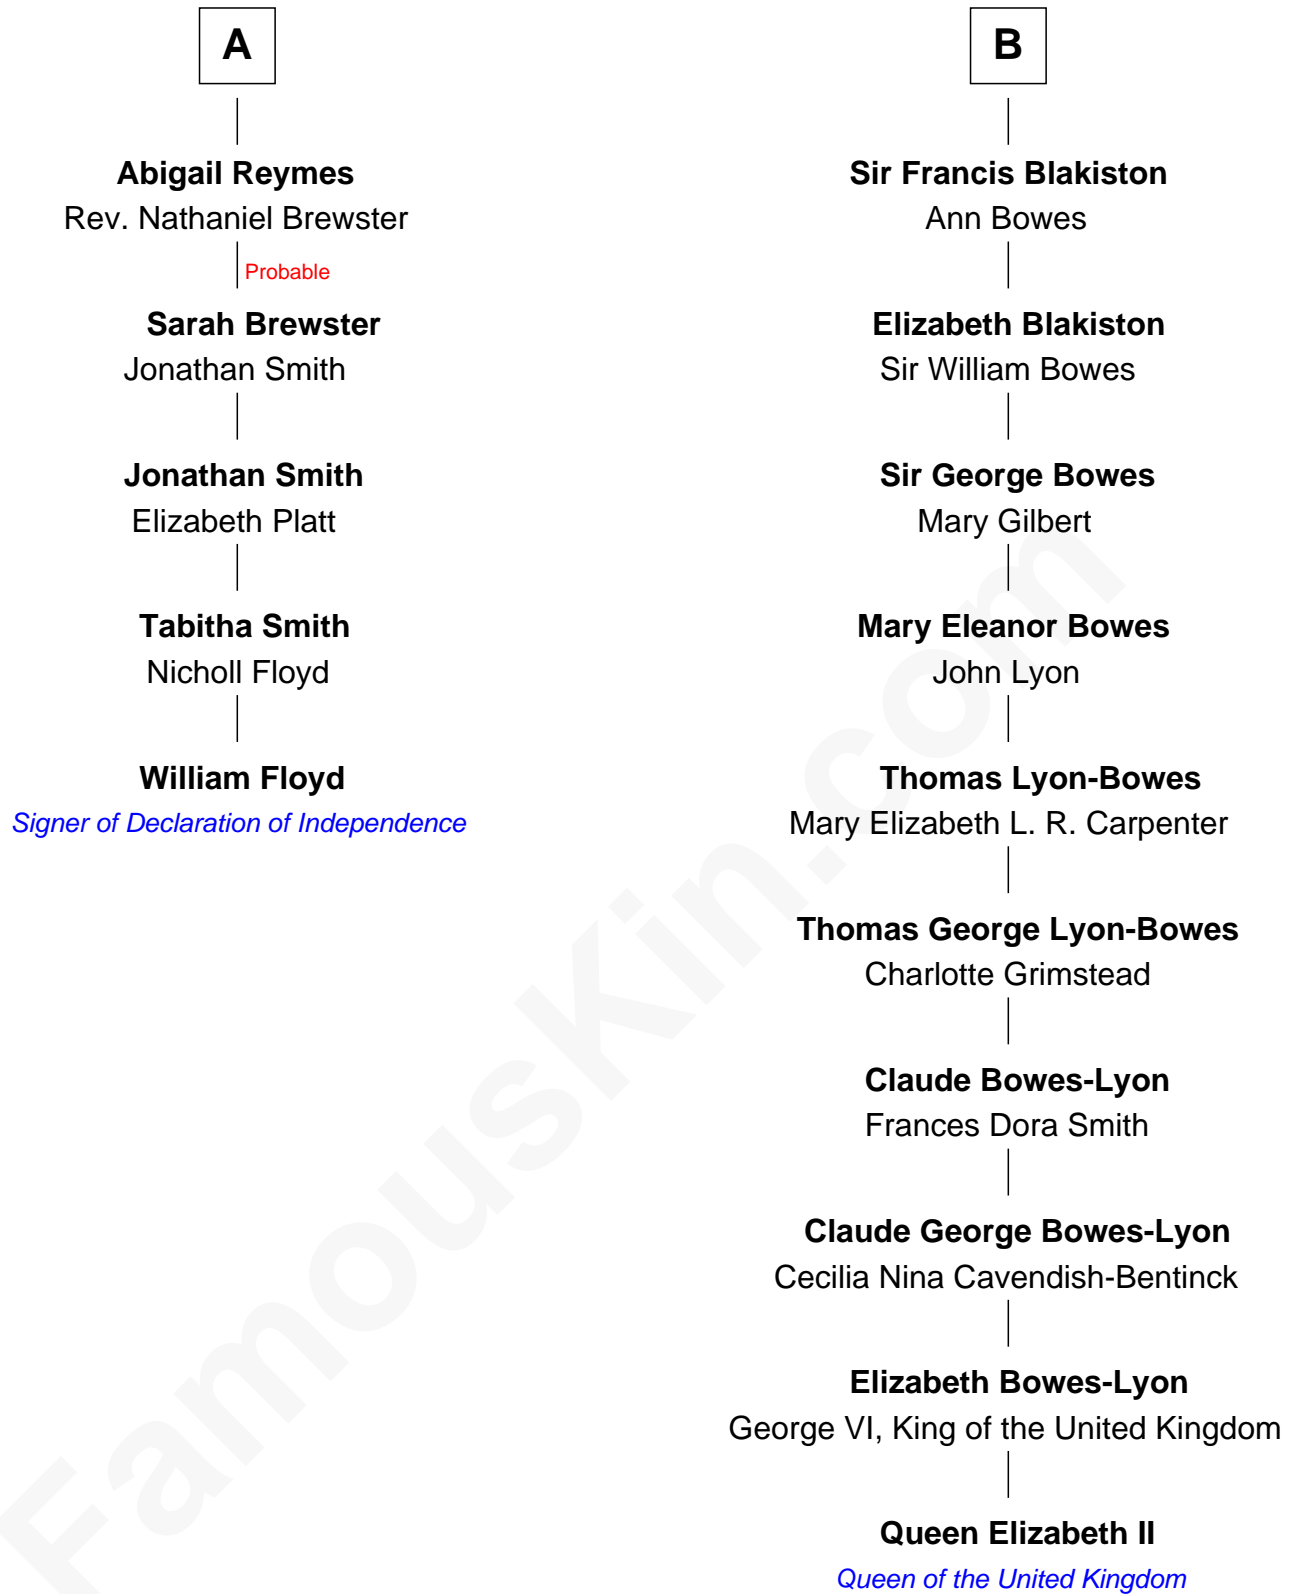 A
Abigail Reymes
Rev. Nathaniel Brewster
Probable
Sarah Brewster
Jonathan Smith
Jonathan Smith
Elizabeth Platt
Tabitha Smith
Nicholl Floyd
William Floyd
Signer of Declaration of Independence
B
Sir Francis Blakiston
Ann Bowes
Elizabeth Blakiston
Sir William Bowes
Sir George Bowes
Mary Gilbert
Mary Eleanor Bowes
John Lyon
Thomas Lyon-Bowes
Mary Elizabeth L. R. Carpenter
Thomas George Lyon-Bowes
Charlotte Grimstead
Claude Bowes-Lyon
Frances Dora Smith
Claude George Bowes-Lyon
Cecilia Nina Cavendish-Bentinck
Elizabeth Bowes-Lyon
George VI, King of the United Kingdom
Queen Elizabeth II
Queen of the United Kingdom
FamousKin.com